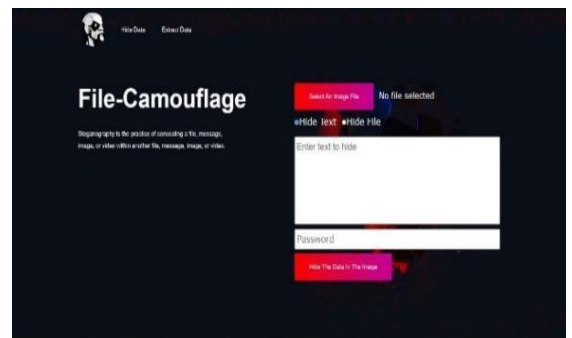 Hide Data
Extract Data
File-Camouflage
Steganography is the practice of concealing a file, message,
image, or video within another file, message, image, or video.
Select An Image File
No file selected
Hide Text
Hide File
Enter text to hide
Password
Hide The Data In The Image